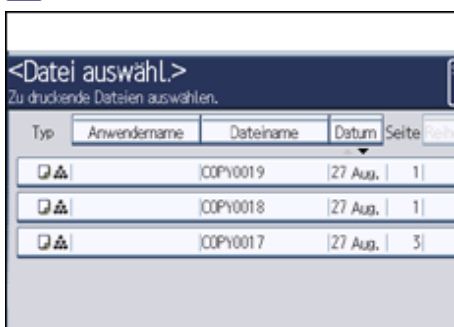 <Datei auswähl.>
Zu druckende Dateien auswählen.
Typ Anwendername Dateiname Datum Seite Reih
COPY0019 27 Aug. 1
COPY0018 27 Aug. 1
COPY0017 27 Aug. 3